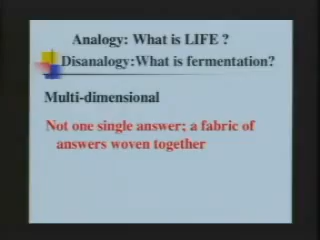 Analogy: What is LIFE ?
Disanalogy:What is fermentation?
Multi-dimensional
Not one single answer; a fabric of
answers woven together